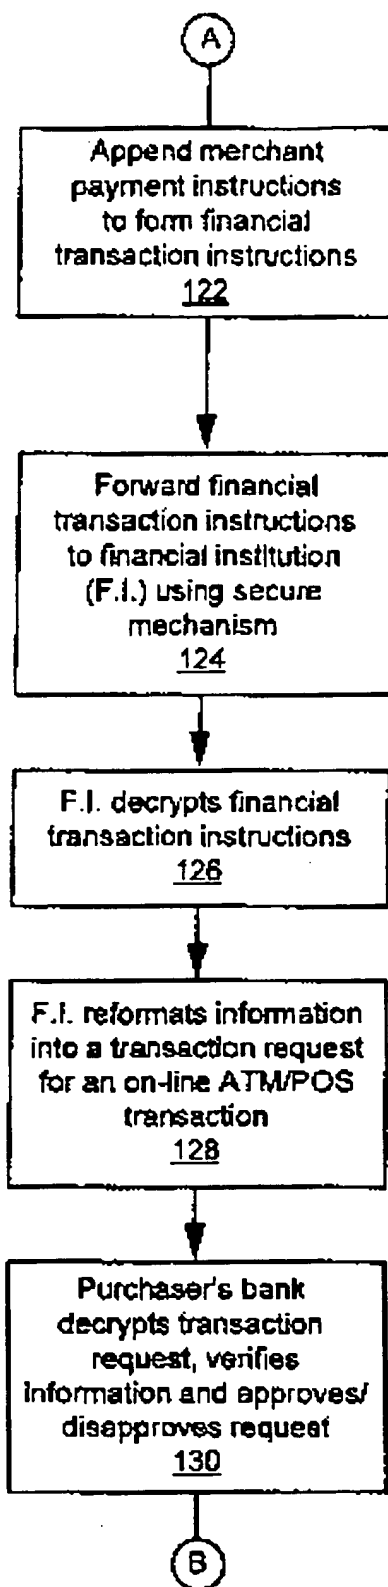 A
Append merchant
payment instructions
to form financial
transaction instructions
122
Forward financial
transaction instructions
to financial institution
(F.I.) using secure
mechanism
124
F.I. decrypts financial
transaction instructions
126
F.I. reformats information
into a transaction request
for an on-line ATM/POS
transaction
128
Purchaser's bank
decrypts transaction
request, verifies
information and approves/
disapproves request
130
B